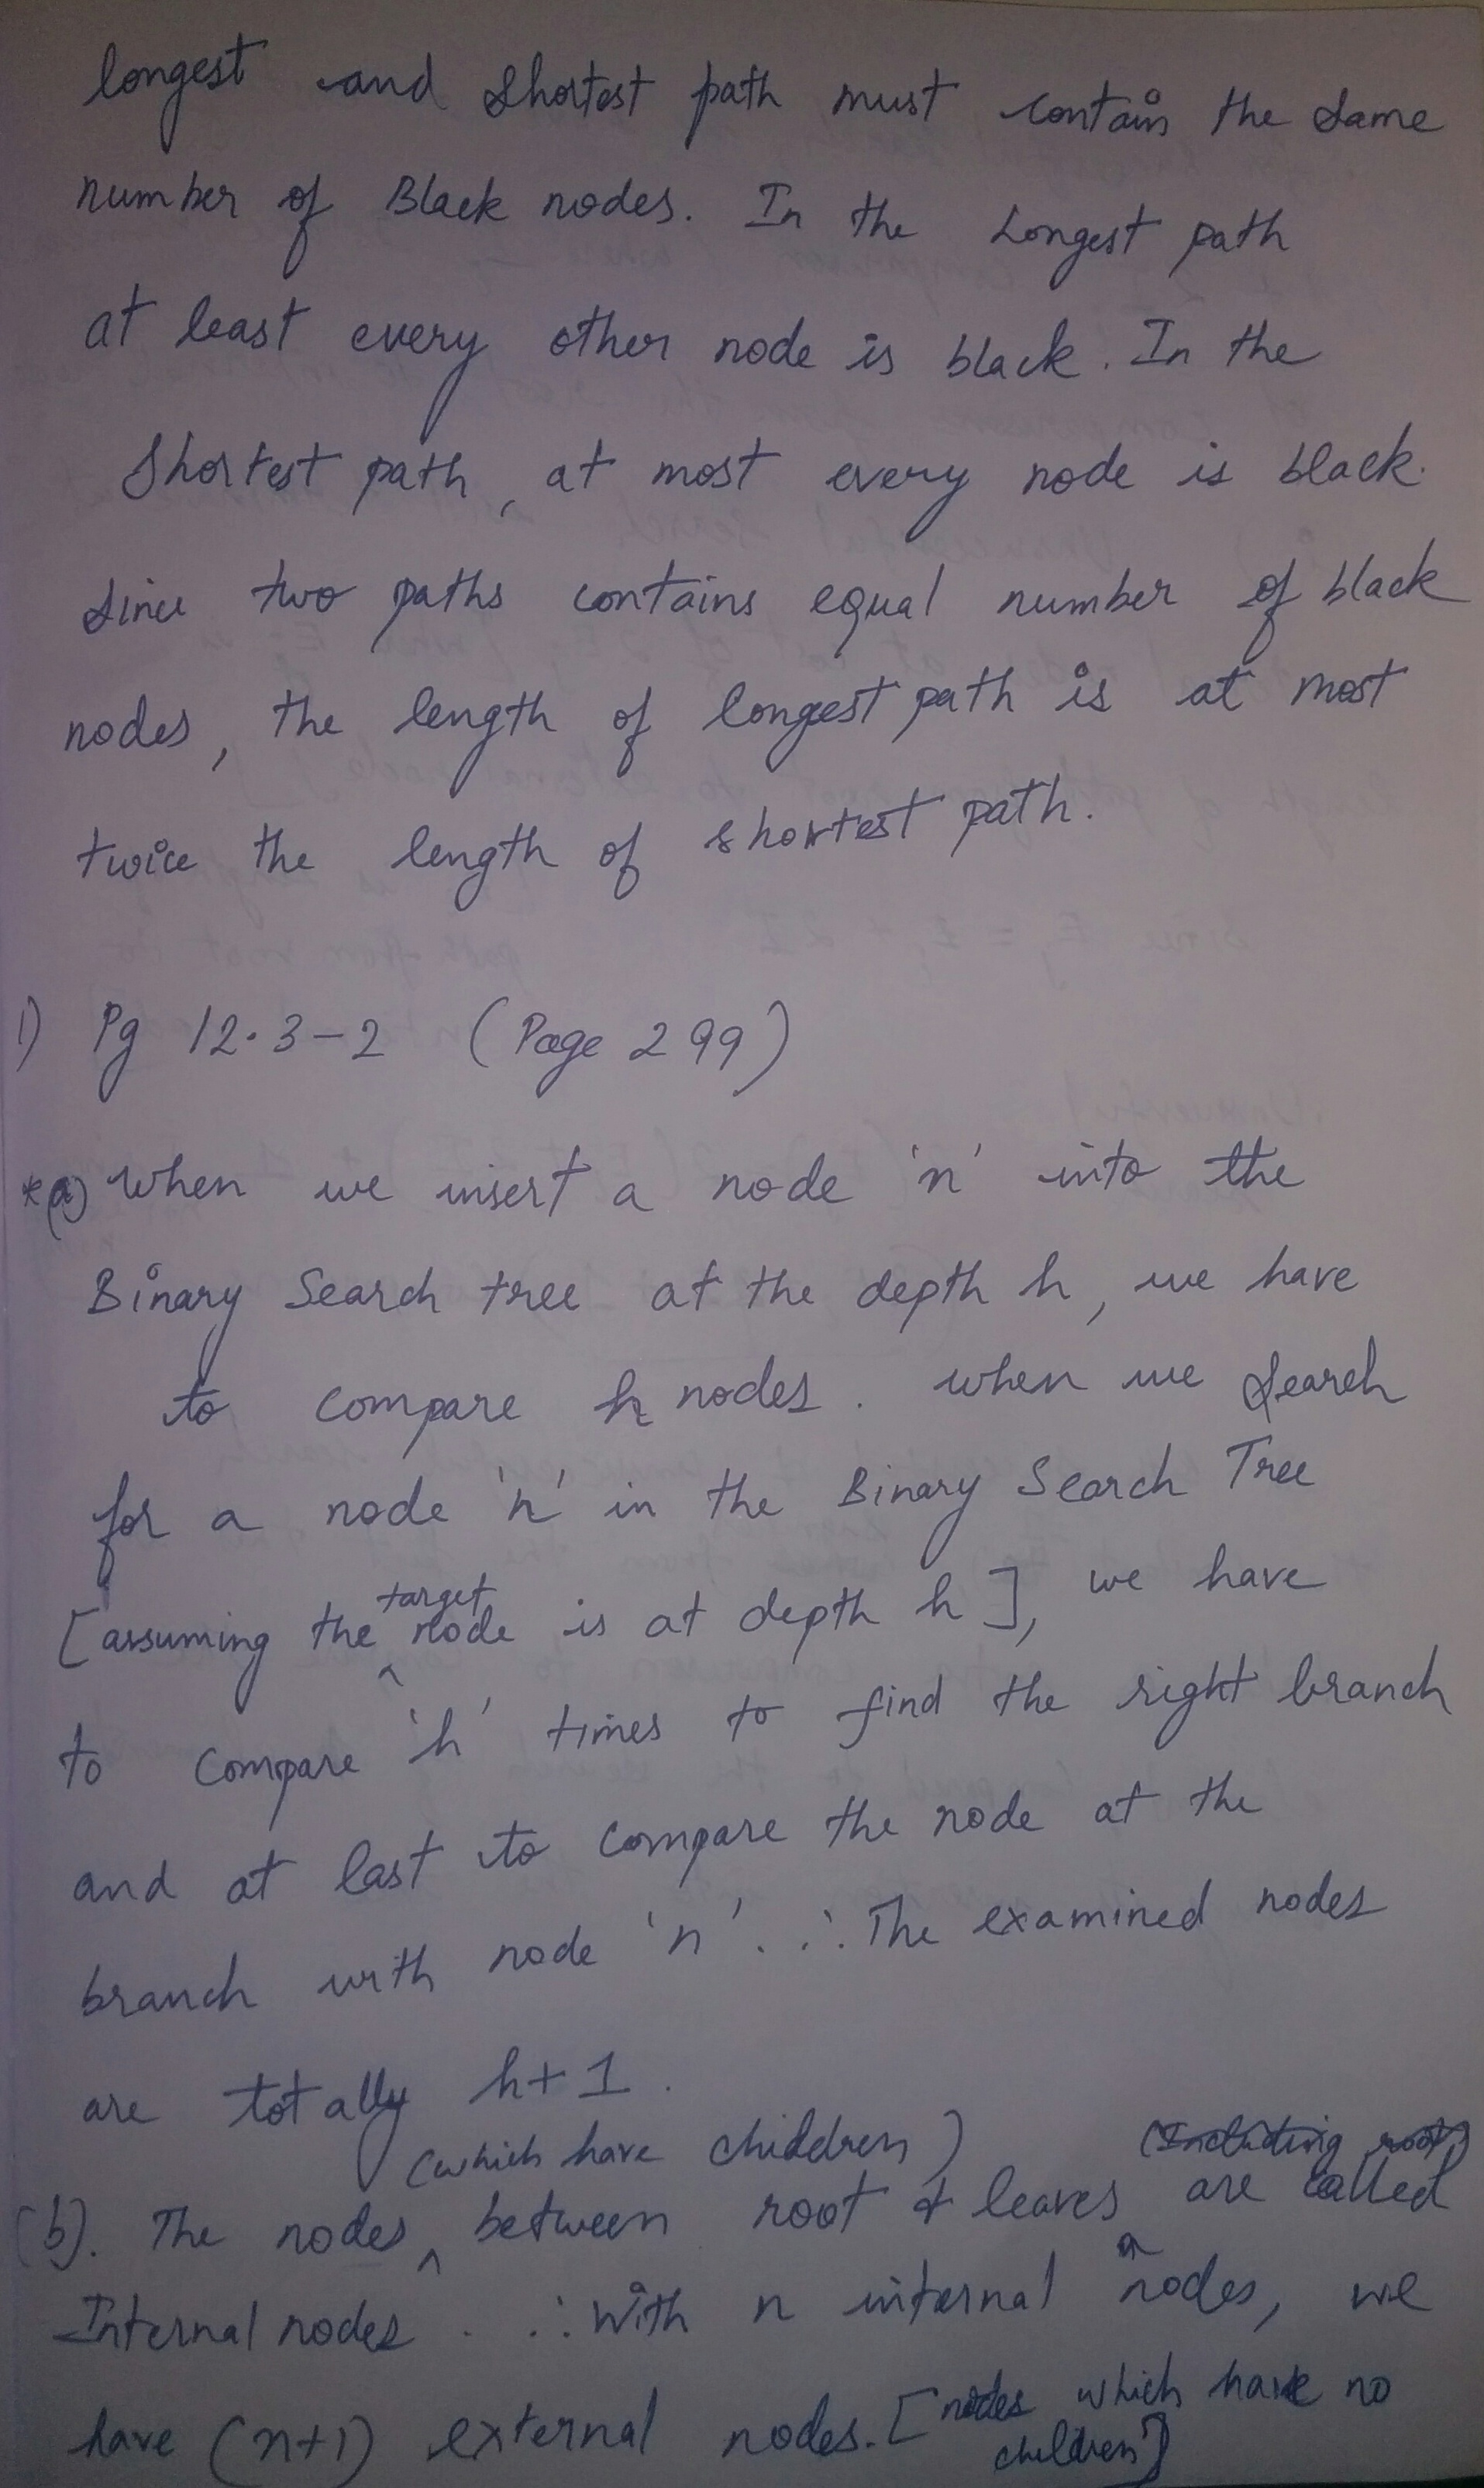 longest and shortest path must contain the same
number of Black nodes. In the Longest path
at least every other node is black. In the
Shortest path, at most every node is black.
Since two paths contains equal number of black
nodes, the length of longest path is at most
twice the length of shortest path.
1) Pg 12.3-2 (Page 299)
*(a) when we insert a node 'n' into the
Binary Search tree at the depth h, we have
to compare h nodes. when we search
for a node 'n' in the Binary Search Tree
[assuming the target node is at depth h], we have
to compare 'h' times to find the right branch
and at last to compare the node at the
branch with node 'n'. ∴ The examined nodes
are totally h+1.
(which have children) (Including root)
(b). The nodes ^ between root & leaves are called
Internal nodes. ∴ With n internal nodes, we
have (n+1) external nodes. [nodes which have no
children]